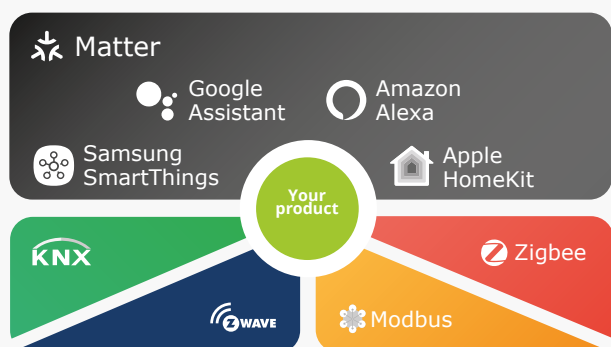 Matter
Google
Assistant
Amazon
Alexa
Samsung
SmartThings
Apple
HomeKit
Your
product
KNX
Zigbee
Z WAVE
Modbus